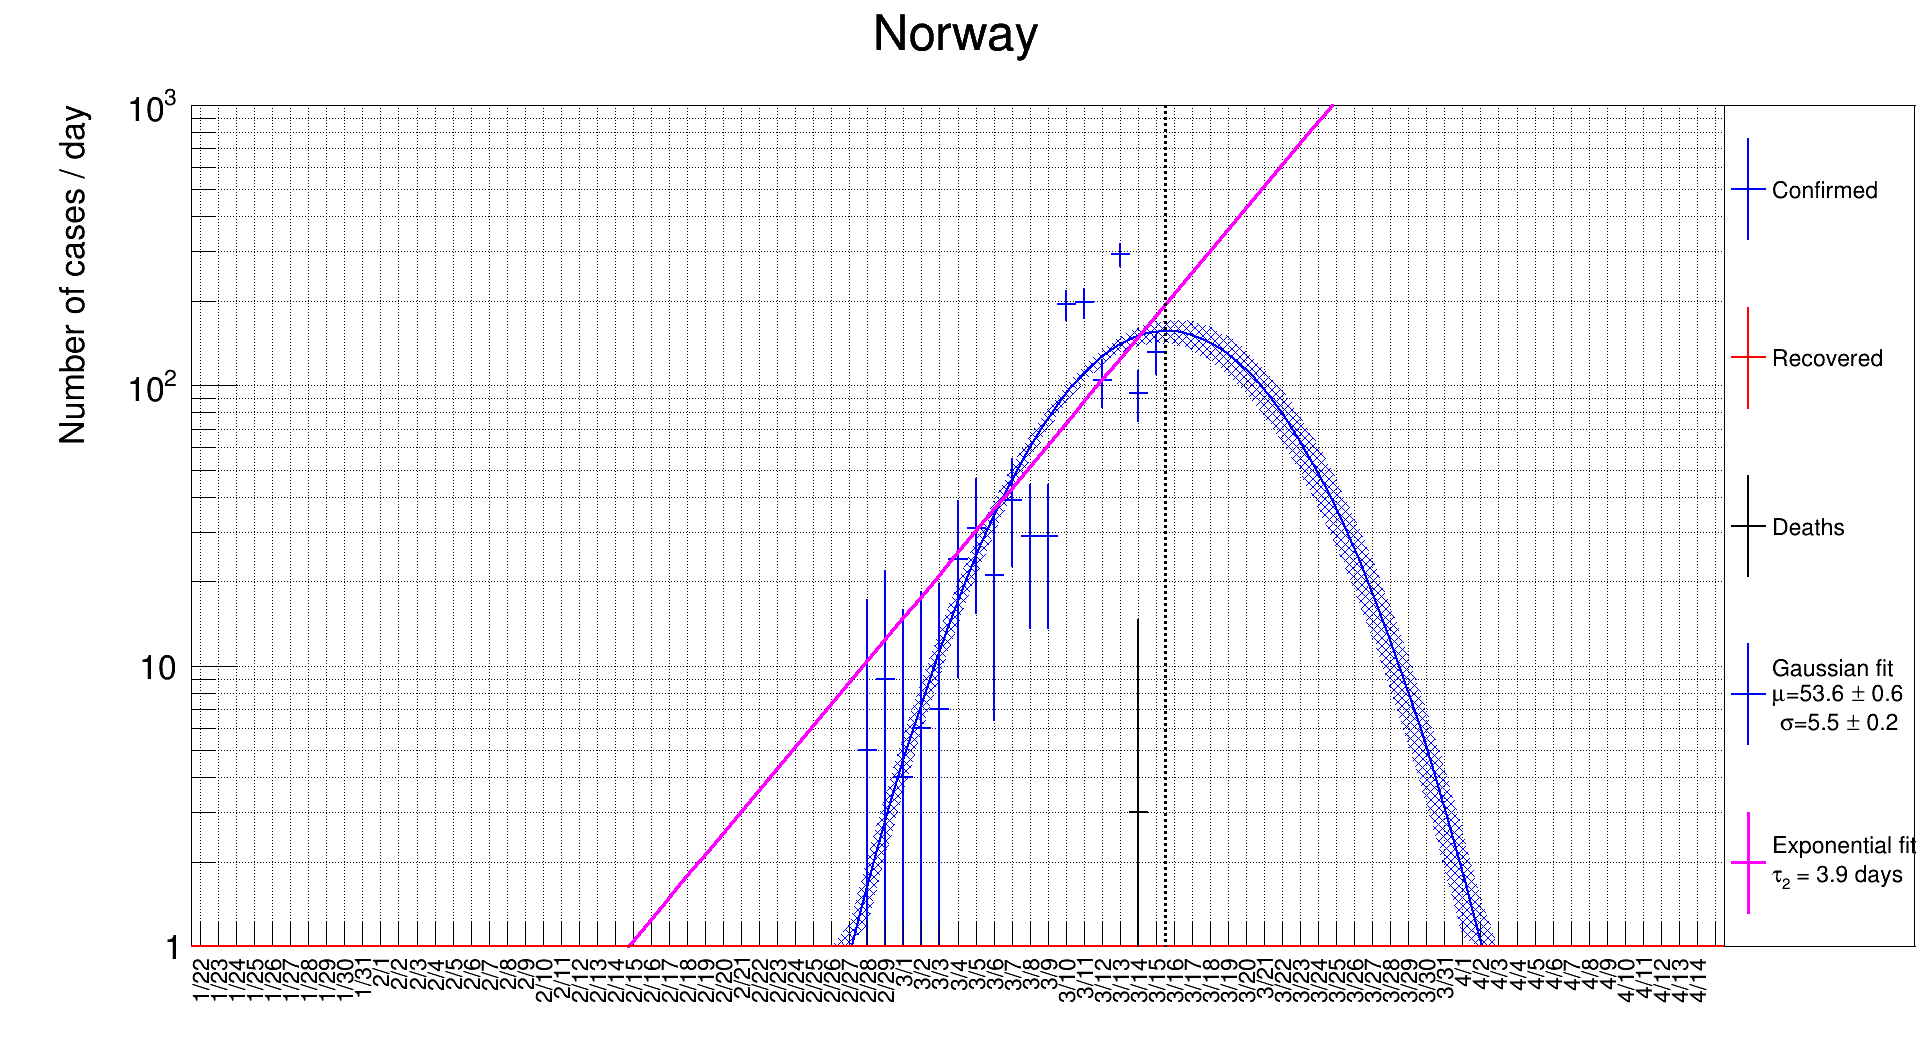 Norway
Number of cases / day
10³
10²
10
1
1/22 1/23 1/24 1/25 1/26 1/27 1/28 1/29 1/30 1/31 2/1 2/2 2/3 2/4 2/5 2/6 2/7 2/8 2/9 2/10 2/11 2/12 2/13 2/14 2/15 2/16 2/17 2/18 2/19 2/20 2/21 2/22 2/23 2/24 2/25 2/26 2/27 2/28 2/29 3/1 3/2 3/3 3/4 3/5 3/6 3/7 3/8 3/9 3/10 3/11 3/12 3/13 3/14 3/15 3/16 3/17 3/18 3/19 3/20 3/21 3/22 3/23 3/24 3/25 3/26 3/27 3/28 3/29 3/30 3/31 4/1 4/2 4/3 4/4 4/5 4/6 4/7 4/8 4/9 4/10 4/11 4/12 4/13 4/14
Confirmed
Recovered
Deaths
Gaussian fit
μ=53.6 ± 0.6
σ=5.5 ± 0.2
Exponential fit
τ₂ = 3.9 days